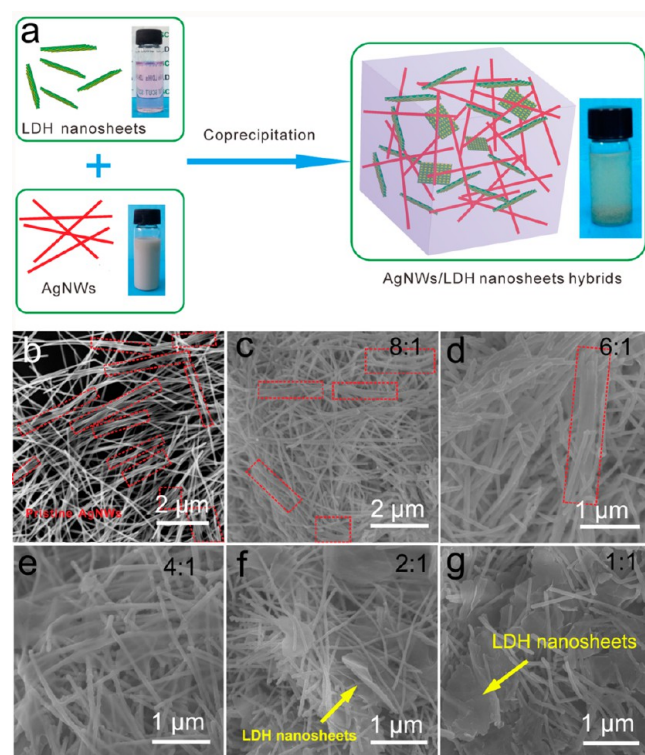 a
LDH nanosheets
Coprecipitation
AgNWs
AgNWs/LDH nanosheets hybrids
b
Pristine AgNWs
2 μm
c
8:1
2 μm
d
6:1
1 μm
e
4:1
1 μm
f
2:1
LDH nanosheets
1 μm
g
1:1
LDH nanosheets
1 μm